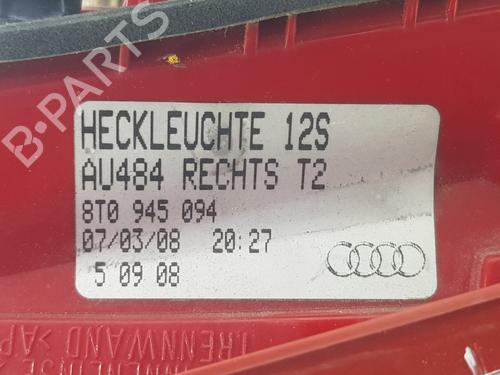 B-PARTS
HECKLEUCHTE 12S
AU484 RECHTS T2
8T0 945 094
07/03/08 20:27
5 09 08